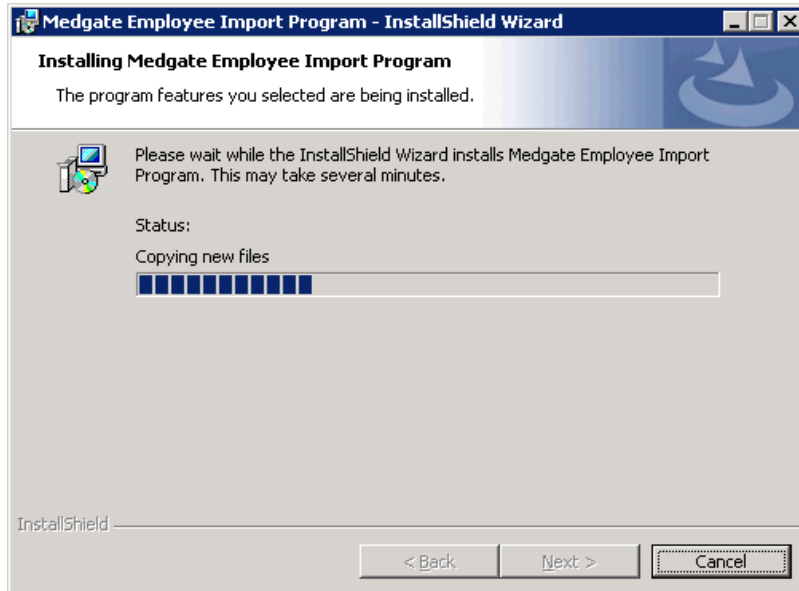 Medgate Employee Import Program - InstallShield Wizard
Installing Medgate Employee Import Program
The program features you selected are being installed.
Please wait while the InstallShield Wizard installs Medgate Employee Import
Program. This may take several minutes.
Status:
Copying new files
InstallShield
< Back Next > Cancel